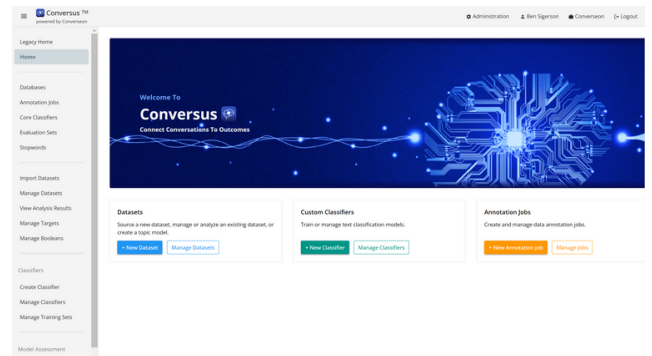 Conversus ™
powered by Converseon
Administration
Ben Sigerson
Converseon
Logout
Legacy Home
Home
Databases
Annotation Jobs
Core Classifiers
Evaluation Sets
Stopwords
Import Datasets
Manage Datasets
View Analysis Results
Manage Targets
Manage Booleans
Classifiers
Create Classifier
Manage Classifiers
Manage Training Sets
Model Assessment
Welcome To
Conversus
Connect Conversations To Outcomes
Datasets
Source a new dataset, manage or analyze an existing dataset, or
create a topic model.
+ New Dataset
Manage Datasets
Custom Classifiers
Train or manage text classification models.
+ New Classifier
Manage Classifiers
Annotation Jobs
Create and manage data annotation jobs.
+ New Annotation Job
Manage Jobs